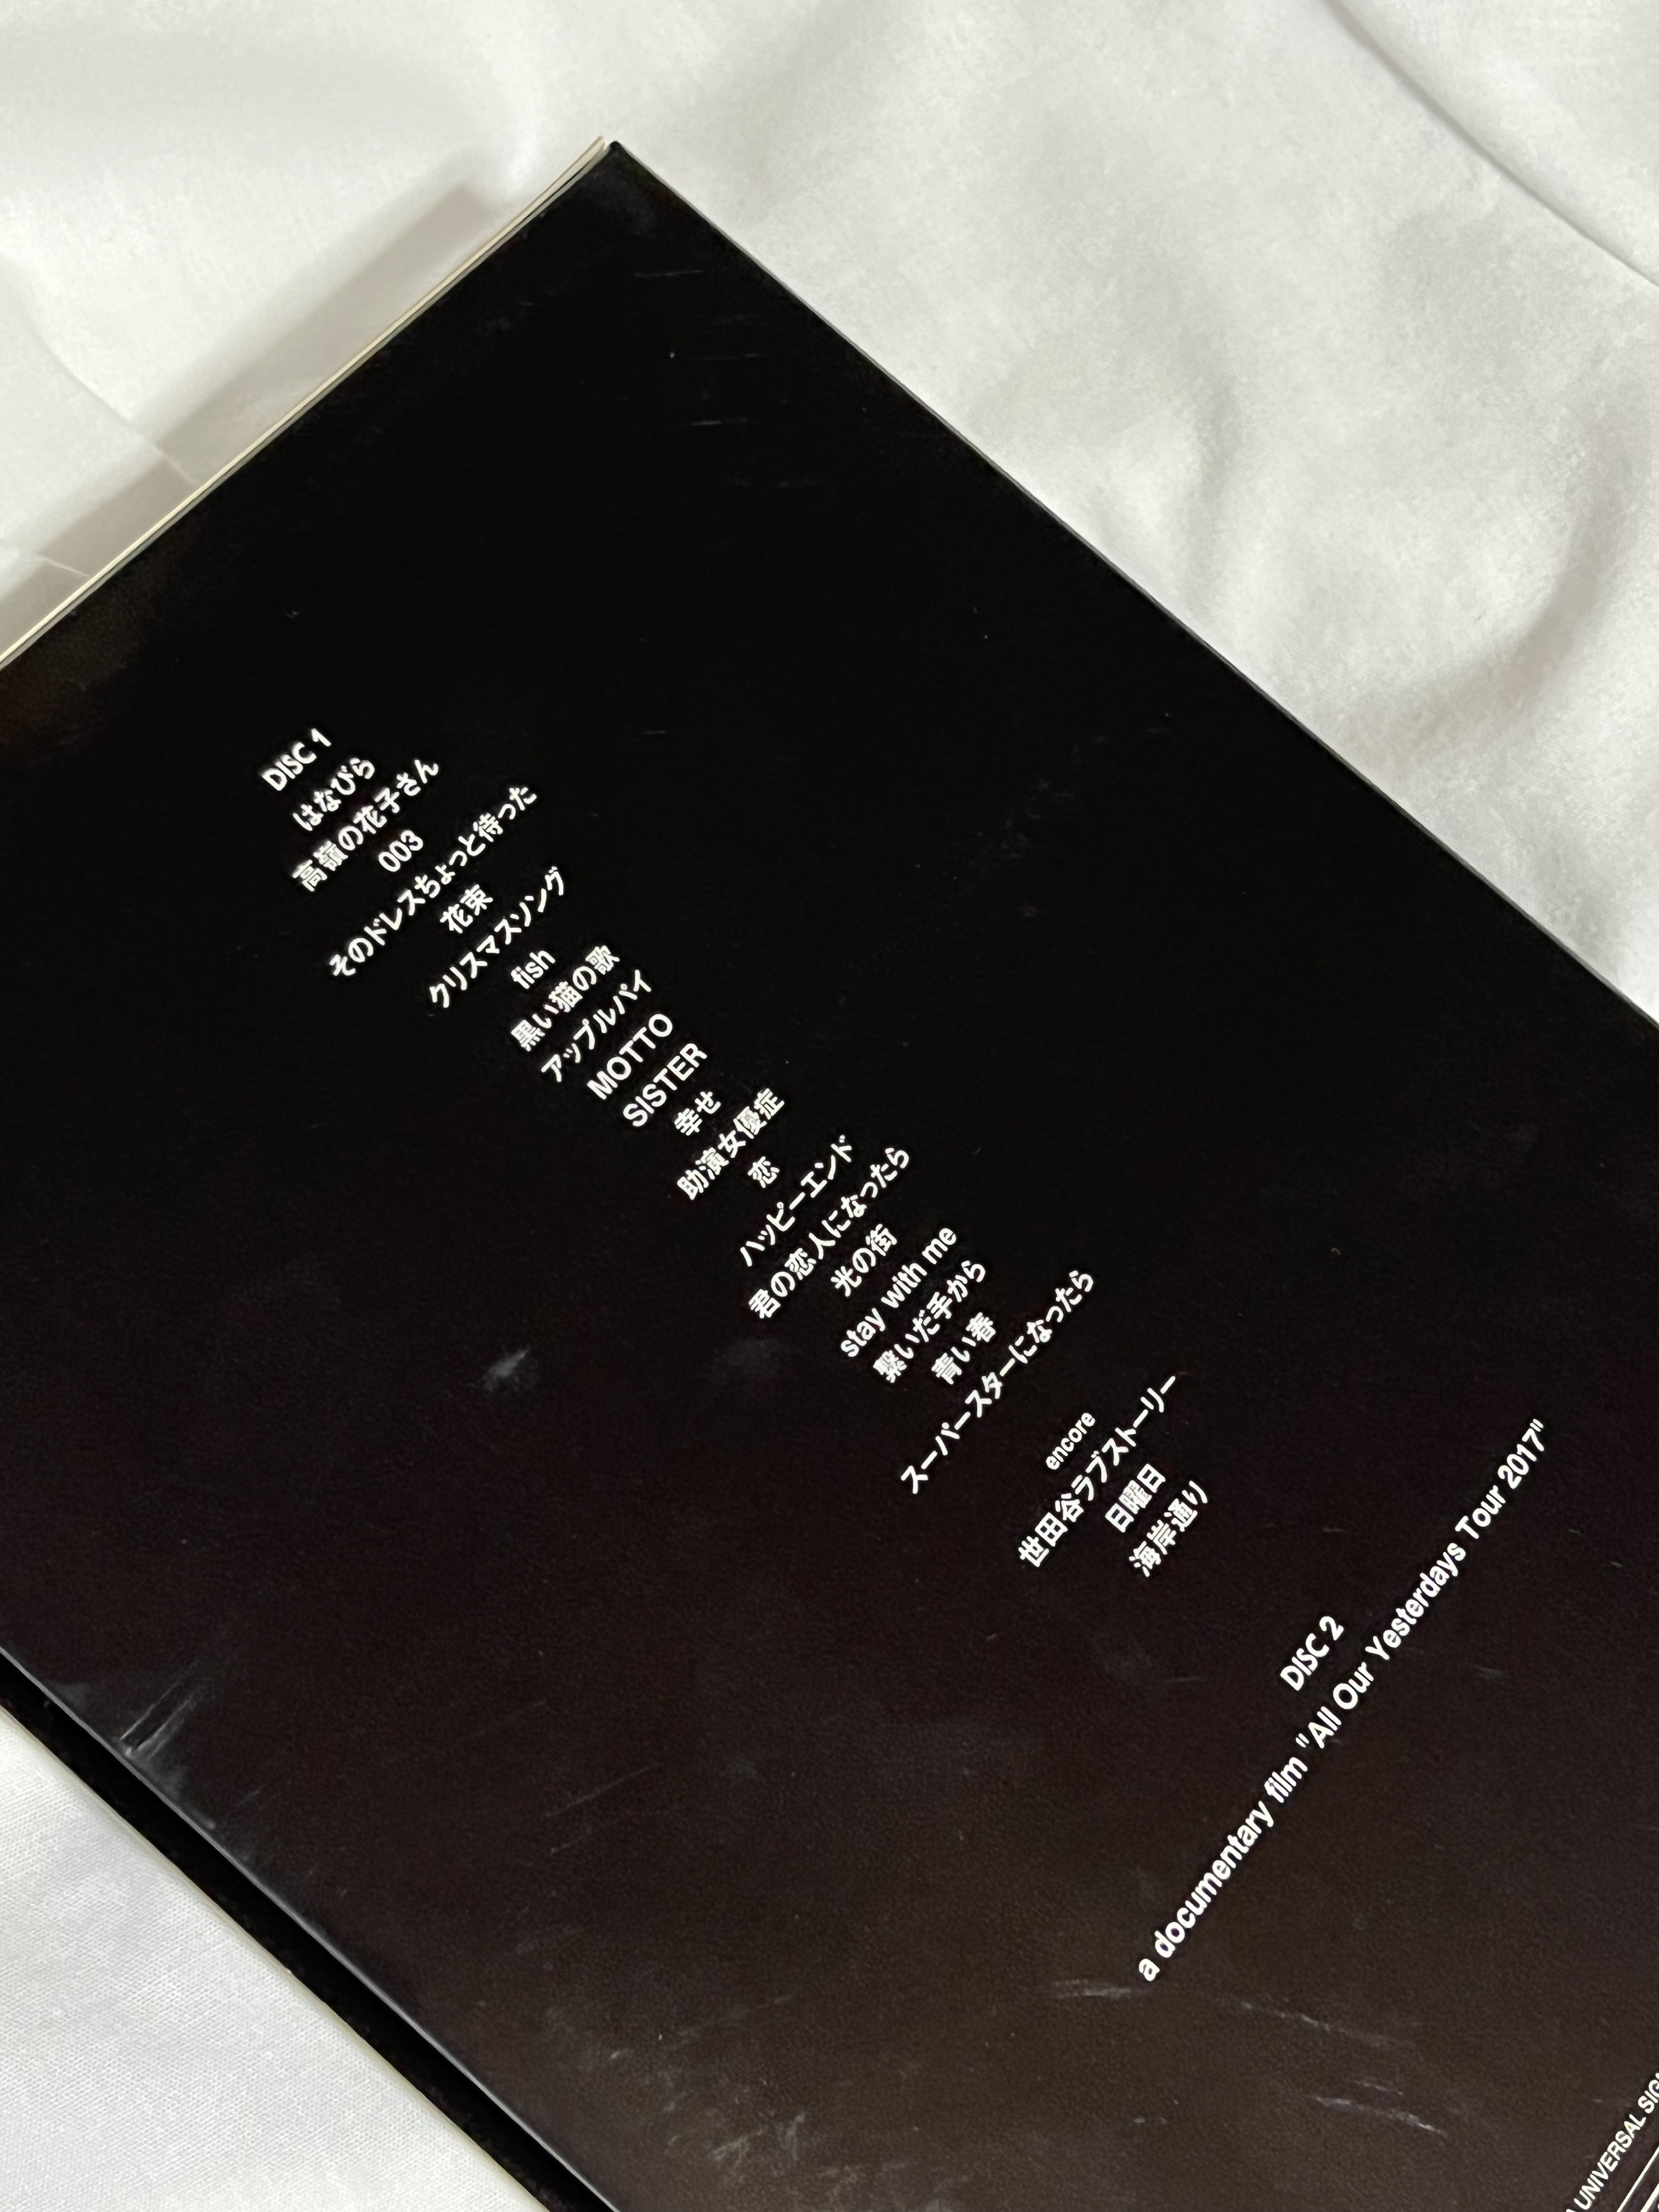 DISC 1
はなびら
高嶺の花子さん
003
そのドレスちょっと待った
花束
クリスマスソング
fish
黒い猫の歌
アップルパイ
MOTTO
SISTER
幸せ
助演女優症
恋
ハッピーエンド
君の恋人になったら
光の街
stay with me
繋いだ手から
青い春
スーパースターになったら
encore
世田谷ラブストーリー
日曜日
海岸通り
DISC 2
a documentary film "All Our Yesterdays Tour 2017"
UNIVERSAL